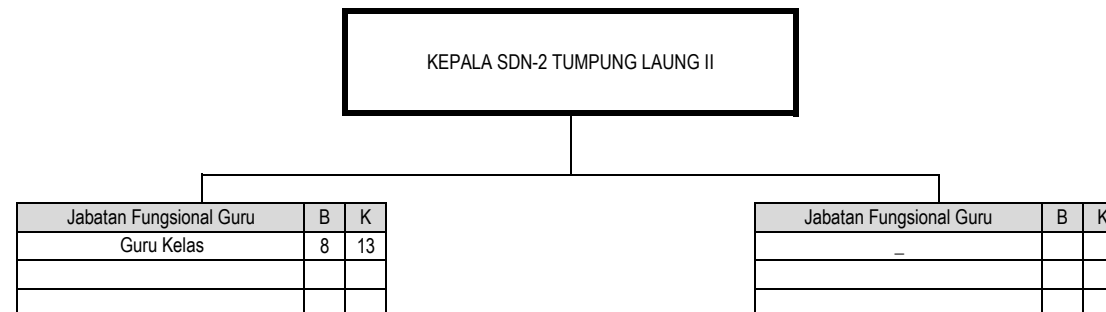 KEPALA SDN-2 TUMPUNG LAUNG II
Jabatan Fungsional Guru B K
Guru Kelas 8 13
Jabatan Fungsional Guru B K
_